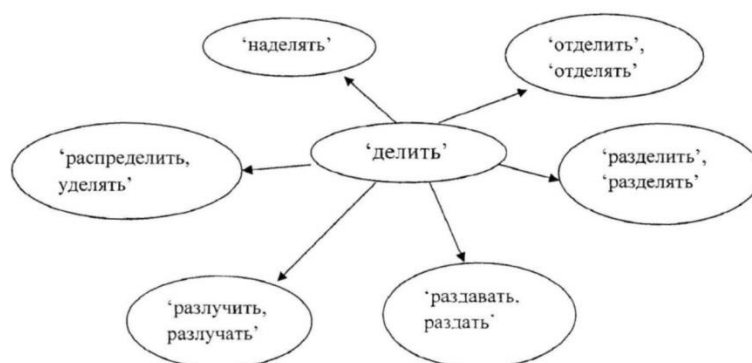 ‘наделять’
‘отделить’,
‘отделять’
‘делить’
‘распределить,
уделять’
‘разделить’,
‘разделять’
‘разлучить,
разлучать’
‘раздавать,
раздать’